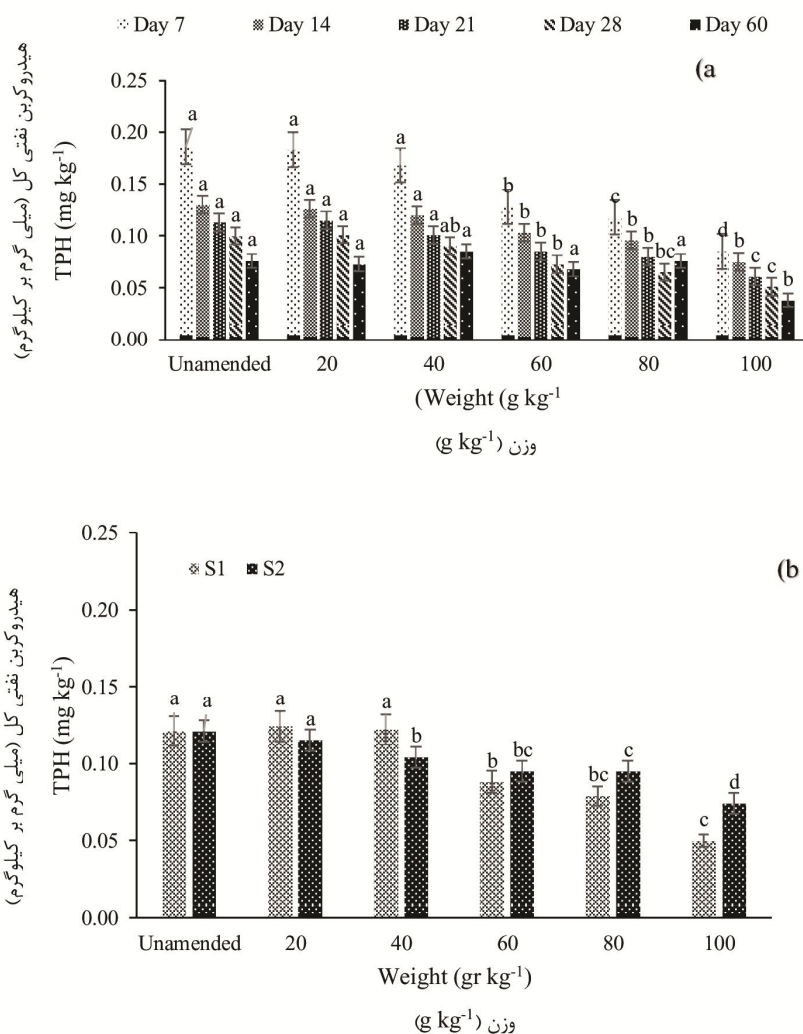 Day 7 Day 14 Day 21 Day 28 Day 60
(a
هیدروکربن نفتی کل (میلی گرم بر کیلوگرم)
TPH (mg kg-1)
0.25
0.20
0.15
0.10
0.05
0.00
a a a a a
a a a a a
a a a ab a
b b b b a
c b b bc a
d b c c b
Unamended 20 40 60 80 100
(Weight (g kg-1
وزن (g kg-1)
(b
S1 S2
هیدروکربن نفتی کل (میلی گرم بر کیلوگرم)
TPH (mg kg-1)
0.25
0.20
0.15
0.10
0.05
0.00
a a a a a b b bc bc c c d
Unamended 20 40 60 80 100
Weight (gr kg-1)
وزن (g kg-1)